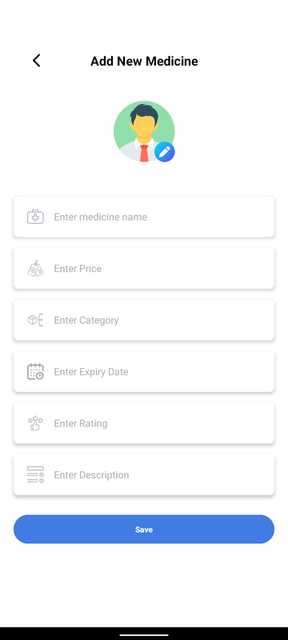 Add New Medicine
Enter medicine name
Enter Price
Enter Category
Enter Expiry Date
Enter Rating
Enter Description
Save